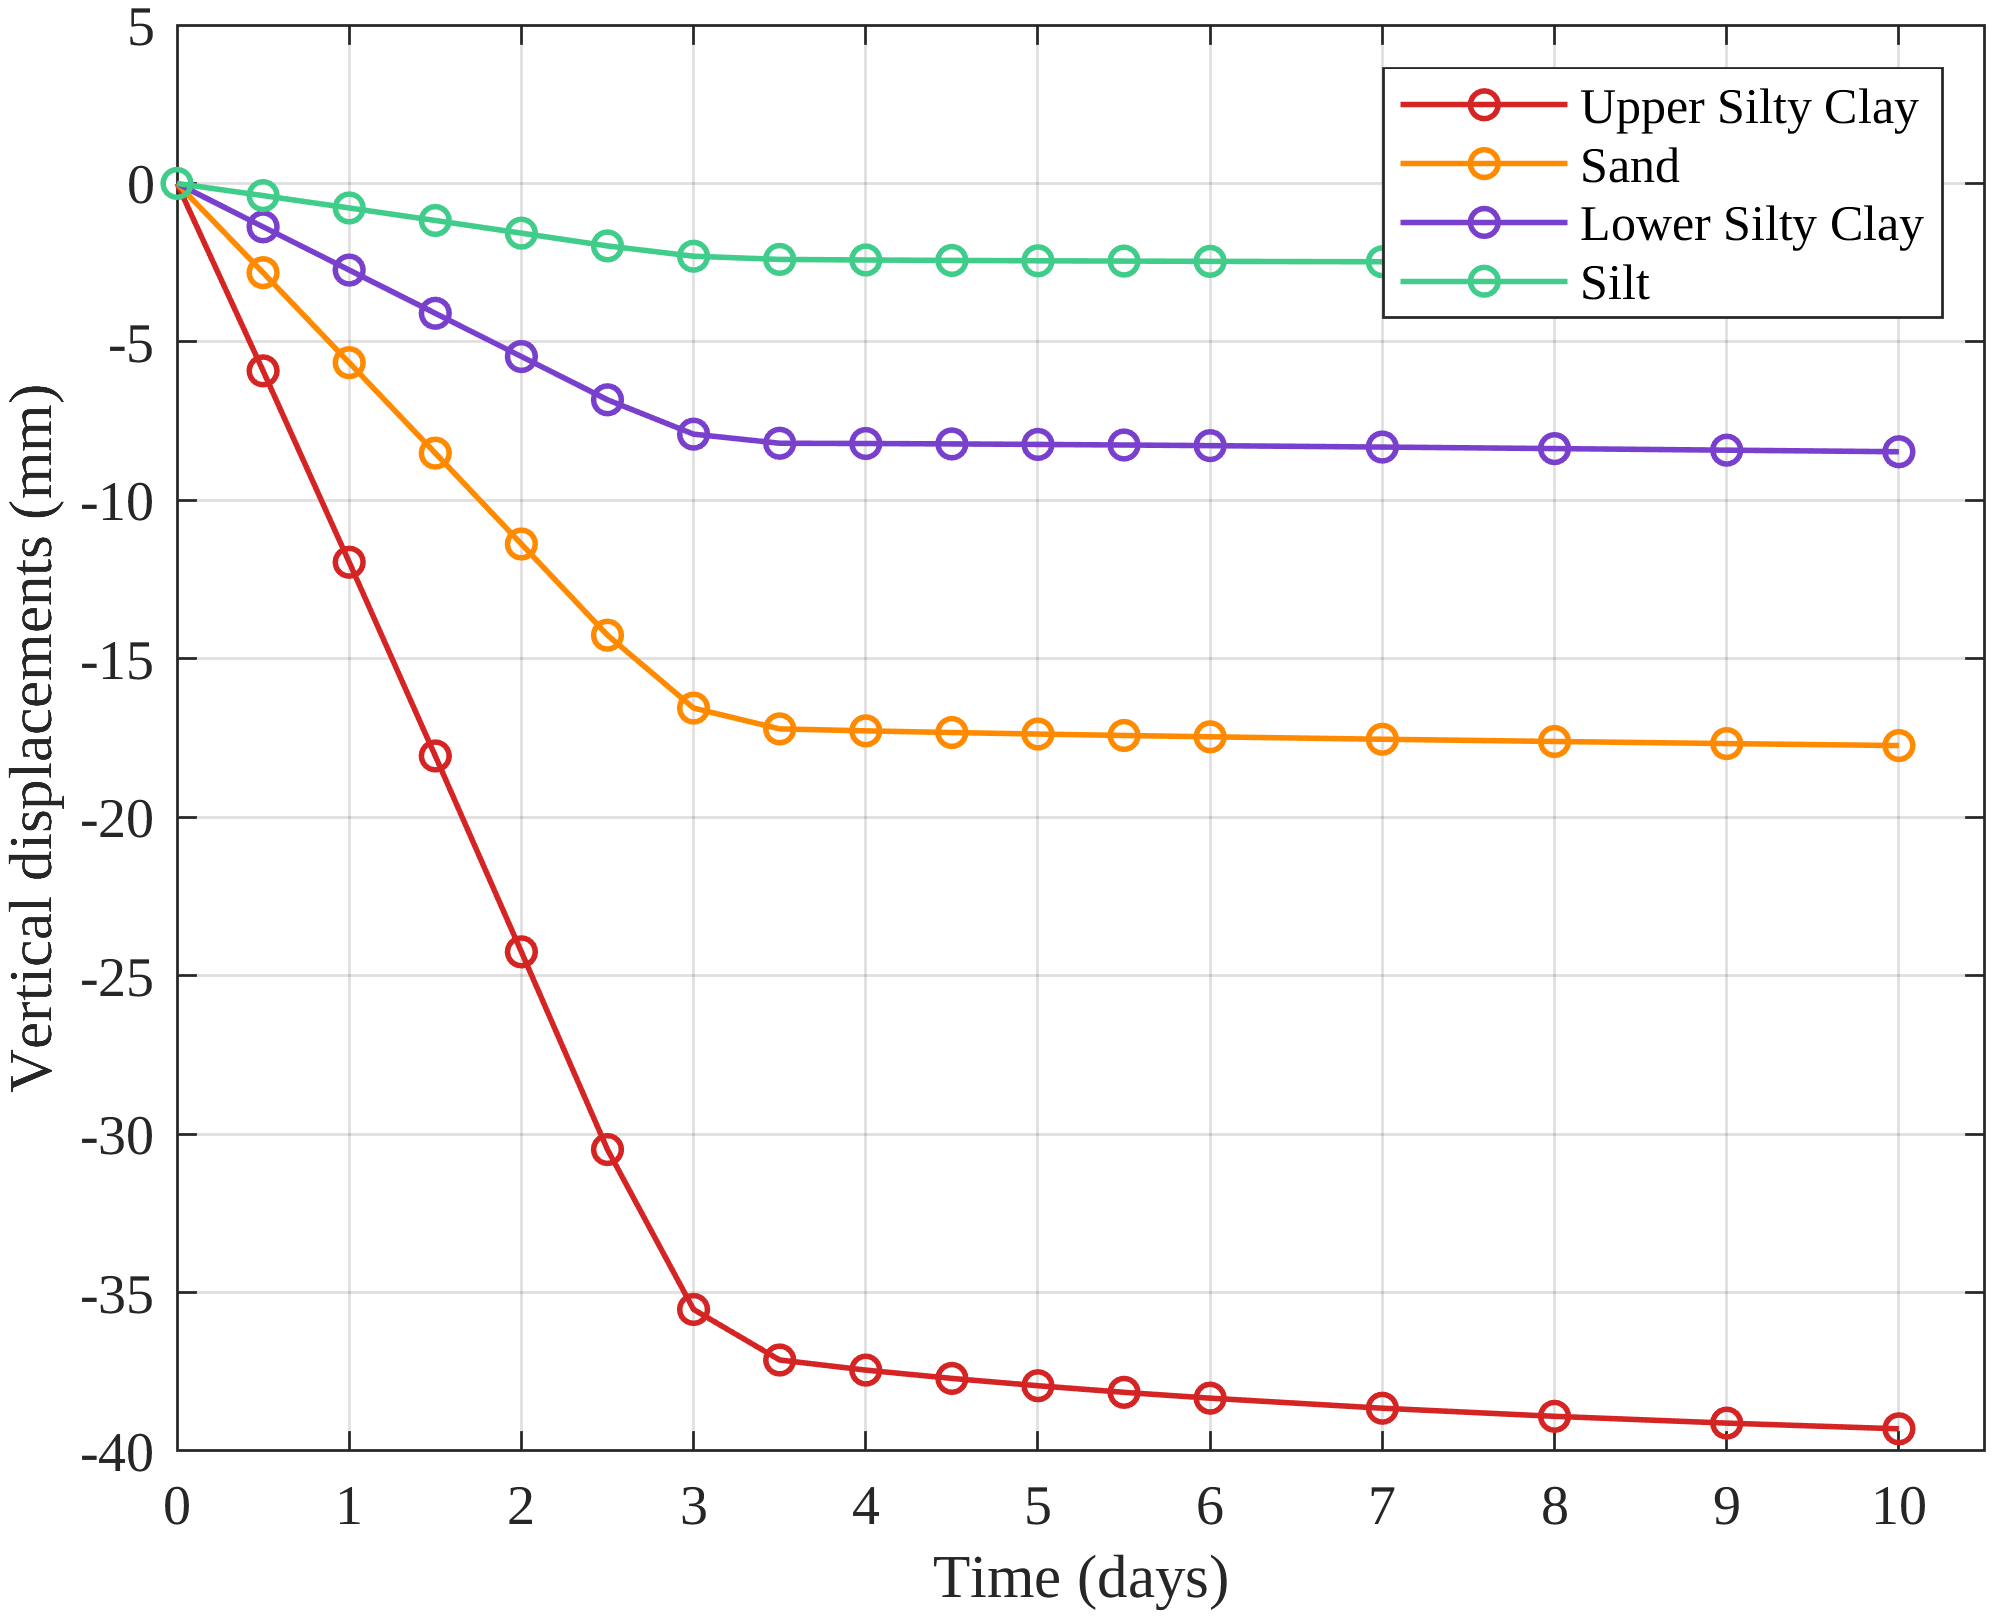 5
0
-5
-10
-15
-20
-25
-30
-35
-40
Vertical displacements (mm)
Upper Silty Clay
Sand
Lower Silty Clay
Silt
0 1 2 3 4 5 6 7 8 9 10
Time (days)